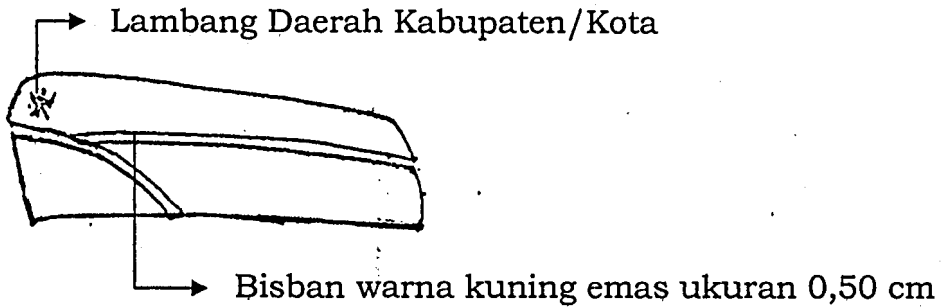 Lambang Daerah Kabupaten/Kota
Bisban warna kuning emas ukuran 0,50 cm